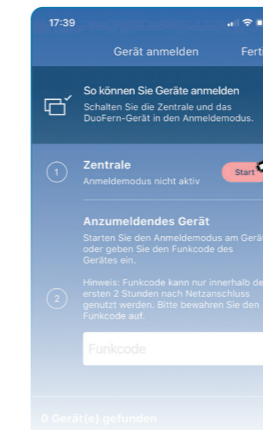 17:39
Gerät anmelden
Ferti
So können Sie Geräte anmelden
Schalten Sie die Zentrale und das
DuoFern-Gerät in den Anmeldemodus.
1
Zentrale
Anmeldemodus nicht aktiv
Start
Anzumeldendes Gerät
Starten Sie den Anmeldemodus am Gerät
oder geben Sie den Funkcode des
Gerätes ein.
2
Hinweis: Funkcode kann nur innerhalb de
ersten 2 Stunden nach Netzanschluss
genutzt werden. Bitte bewahren Sie den
Funkcode auf.
Funkcode
0 Gerät(e) gefunden